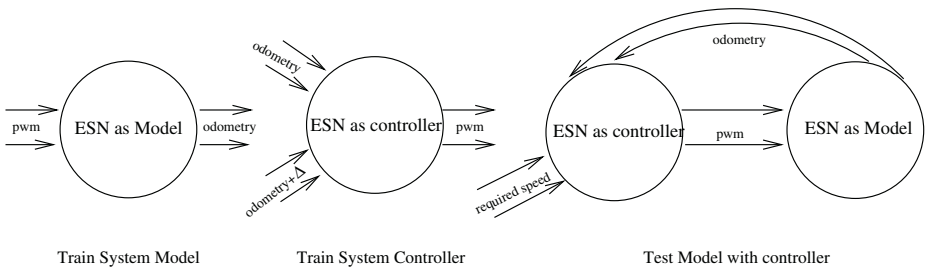 pwm
ESN as Model
odometry
Train System Model
odometry
ESN as controller
odometry+Δ
pwm
Train System Controller
odometry
ESN as controller
required speed
pwm
ESN as Model
Test Model with controller